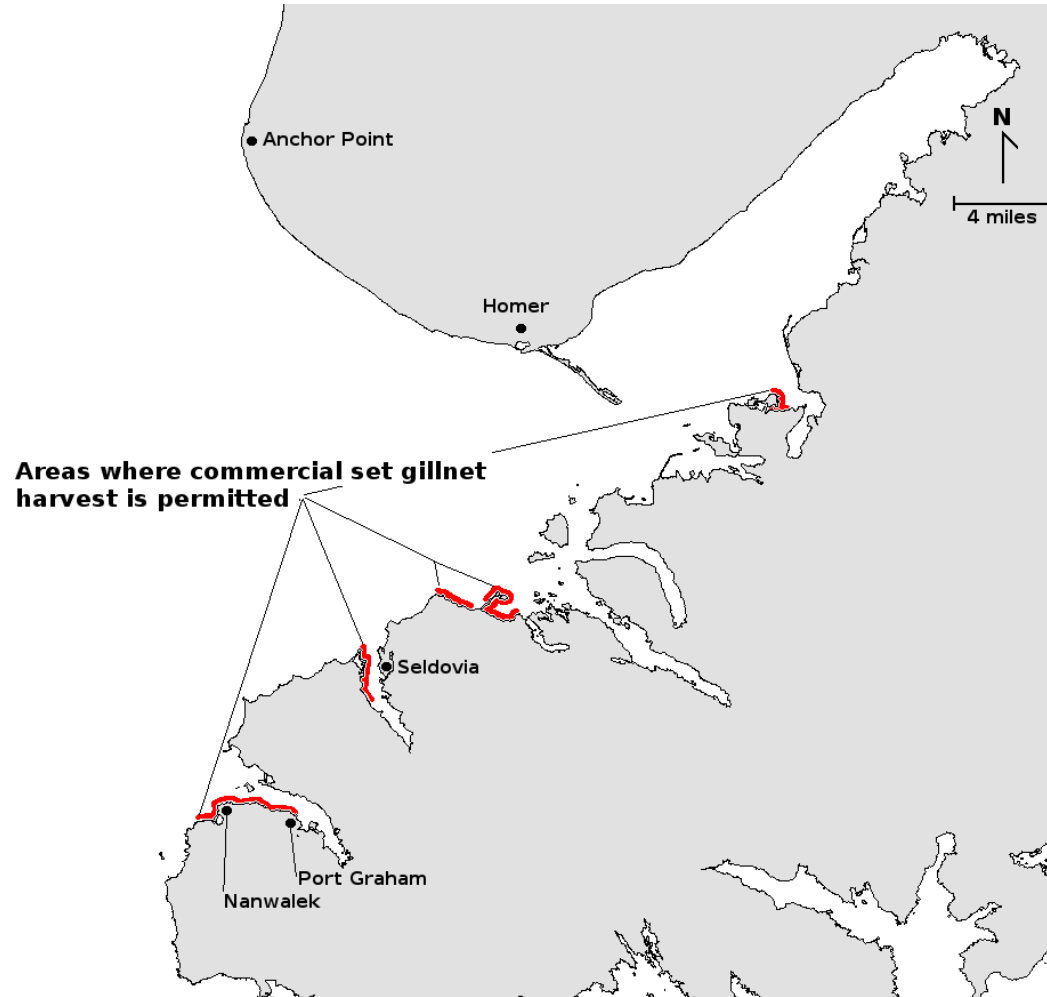 Anchor Point
N
4 miles
Homer
Areas where commercial set gillnet
harvest is permitted
Seldovia
Port Graham
Nanwalek